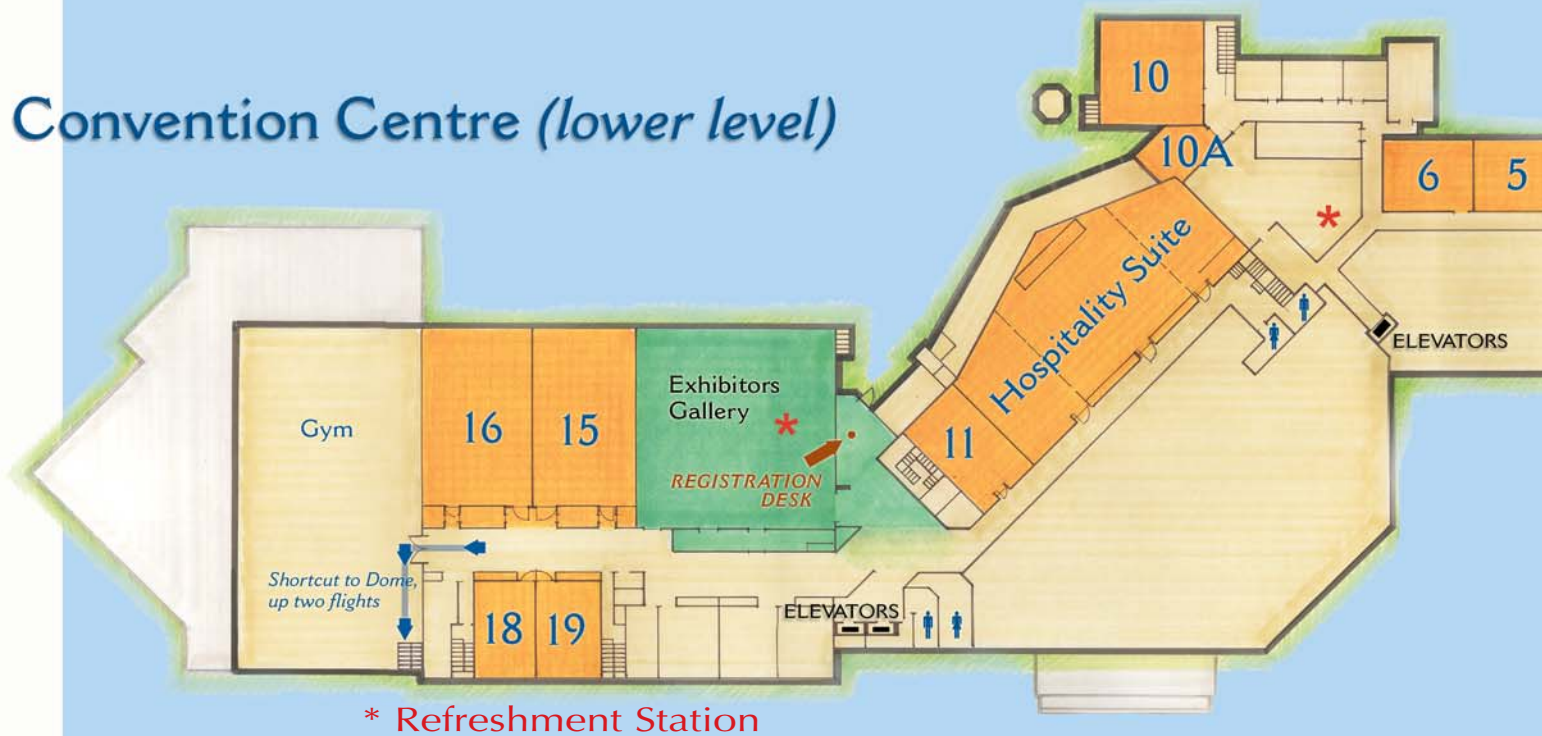 Convention Centre (lower level)
10
10A
6
5
*
Hospitality Suite
ELEVATORS
Exhibitors
Gallery
*
Gym
16
15
11
REGISTRATION
DESK
Shortcut to Dome,
up two flights
18
19
ELEVATORS
* Refreshment Station